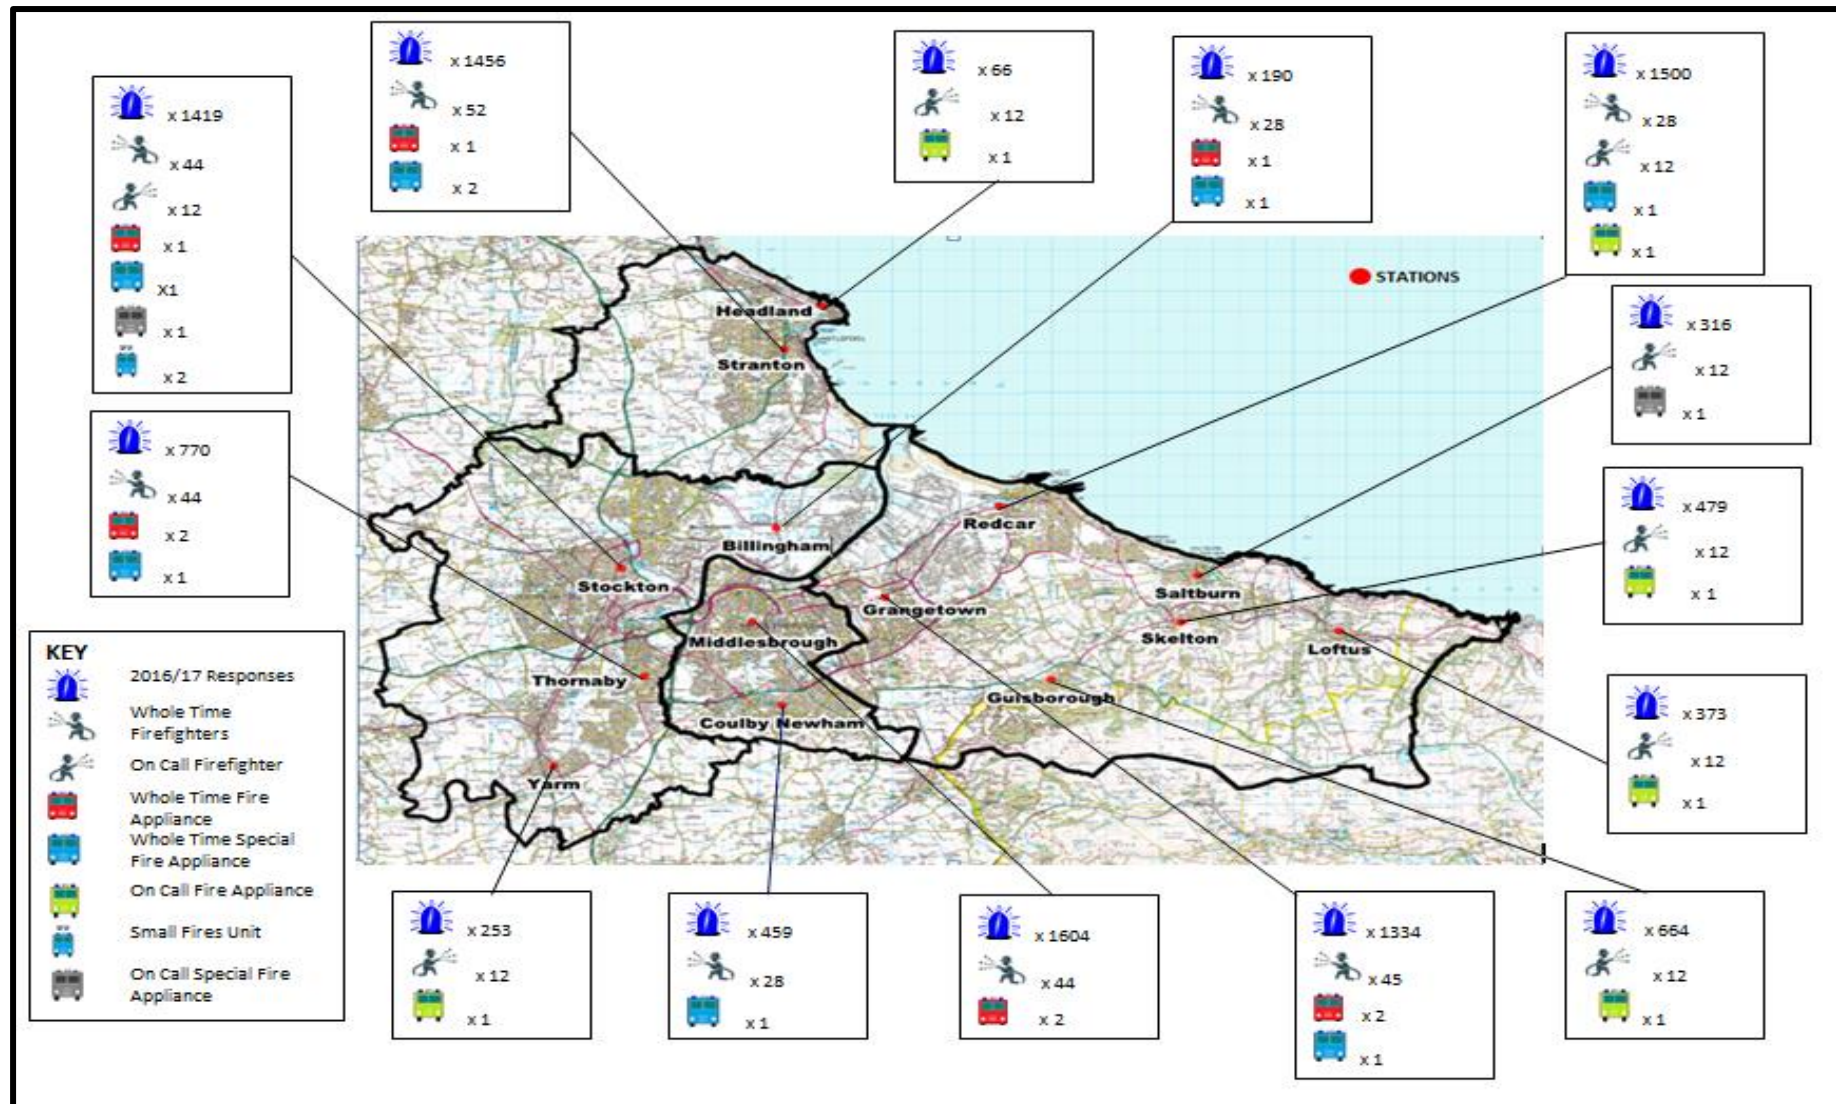 x 1456
x 52
x 1
x 2
x 66
x 12
x 1
x 190
x 28
x 1
x 1
x 1500
x 28
x 12
x 1
x 1
x 1419
x 44
x 12
x 1
X1
x 1
x 2
STATIONS
x 316
x 12
x 1
x 770
x 44
x 2
x 1
x 479
x 12
x 1
Headland
Stranton
Redcar
Billingham
Stockton
Saltburn
Grangetown
Middlesbrough
Skelton
Loftus
Thornaby
Guisborough
Coulby Newham
Yarm
KEY
2016/17 Responses
Whole Time
Firefighters
On Call Firefighter
Whole Time Fire
Appliance
Whole Time Special
Fire Appliance
On Call Fire Appliance
Small Fires Unit
On Call Special Fire
Appliance
x 373
x 12
x 1
x 253
x 12
x 1
x 459
x 28
x 1
x 1604
x 44
x 2
x 1334
x 45
x 2
x 1
x 664
x 12
x 1